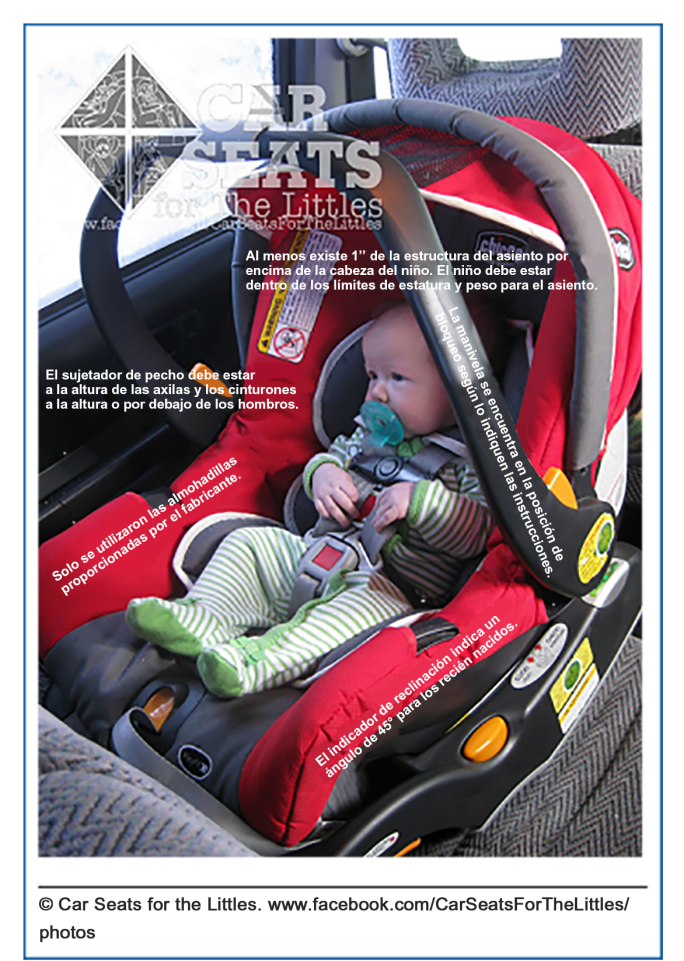 CAR
SEATS
for The Littles
/CarSeatsForTheLittles
Al menos existe 1” de la estructura del asiento por
encima de la cabeza del niño. El niño debe estar
dentro de los límites de estatura y peso para el asiento.
chicco
WARNING
La manivela se encuentra en la posición de
bloqueo según lo indiquen las instrucciones.
El sujetador de pecho debe estar
a la altura de las axilas y los cinturones
a la altura o por debajo de los hombros.
Solo se utilizaron las almohadillas
proporcionadas por el fabricante.
El indicador de reclinación indica un
ángulo de 45° para los recién nacidos.
© Car Seats for the Littles. www.facebook.com/CarSeatsForTheLittles/
photos